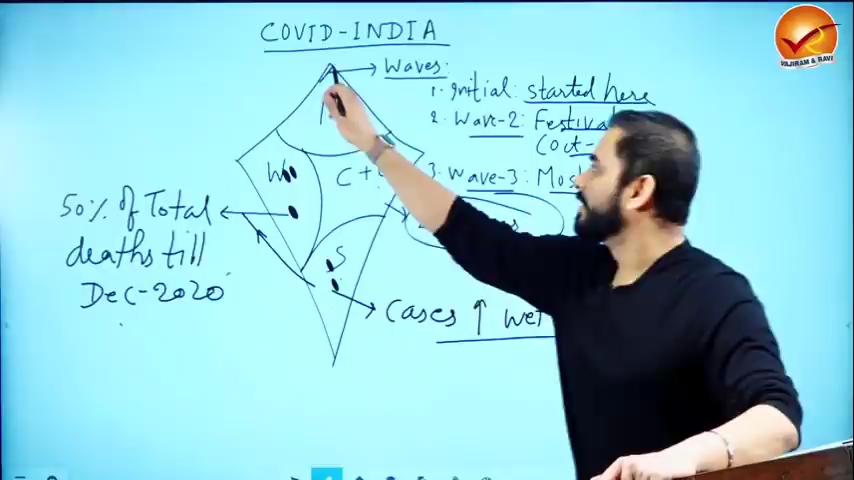 COVID-INDIA
Waves:
1. Initial: started here
2. Wave-2: Festival
(Oct-
3. Wave-3: Mos
W
C +
S
50% of Total
deaths till
Dec-2020
Cases ↑ wet
VAJIRAM & RAVI